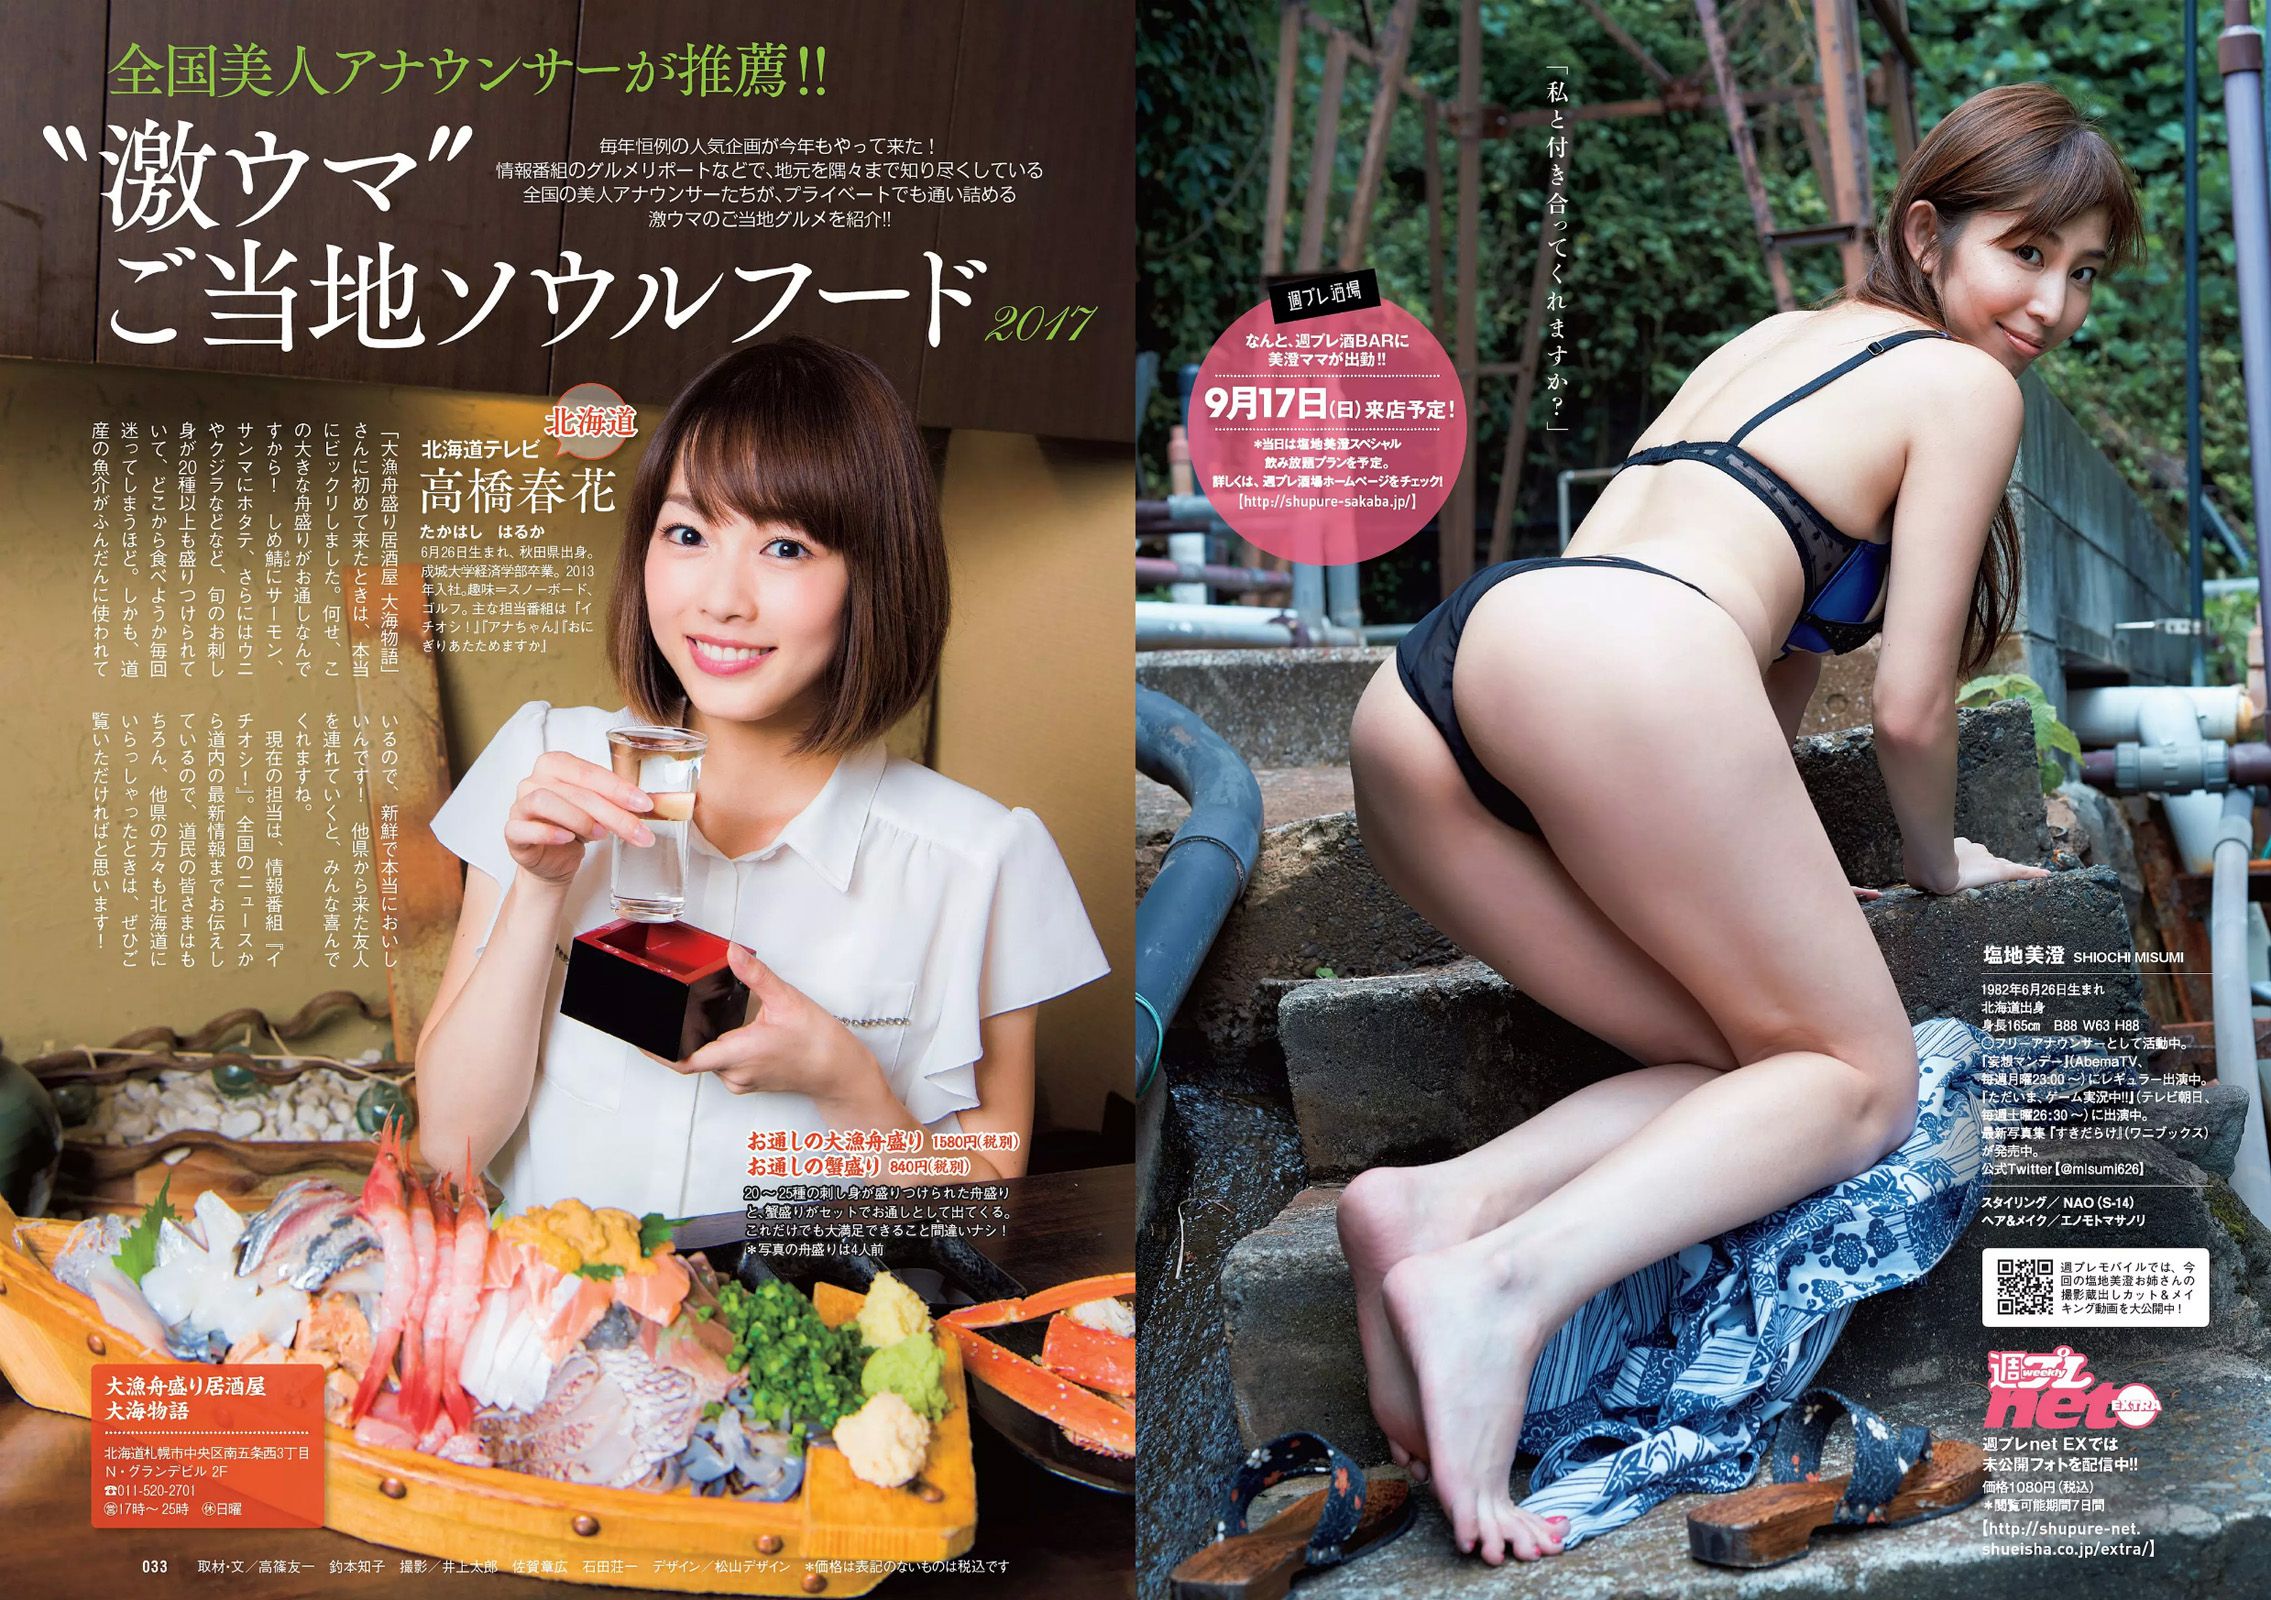 全国美人アナウンサーが推薦!!
“激ウマ”
ご当地ソウルフード 2017
毎年恒例の人気企画が今年もやって来た！
情報番組のグルメリポートなどで、地元を隅々まで知り尽くしている
全国の美人アナウンサーたちが、プライベートでも通い詰める
激ウマのご当地グルメを紹介!!
北海道
北海道テレビ
高橋春花
たかはし　はるか
6月26日生まれ、秋田県出身。
成城大学経済学部卒業。2013
年入社。趣味＝スノーボード、
ゴルフ。主な担当番組は『イ
チオシ！』『アナちゃん』『おに
ぎりあたためますか』
「大漁舟盛り居酒屋 大海物語」
さんに初めて来たときは、本当
にビックリしました。何せ、こ
の大きな舟盛りがお通しなんで
すから！　しめ鯖にサーモン、
サンマにホタテ、さらにはウニ
やクジラなどなど、旬のお刺し
身が20種以上も盛りつけられて
いて、どこから食べようか毎回
迷ってしまうほど。しかも、道
産の魚介がふんだんに使われて
いるので、新鮮で本当においし
いんです！　他県から来た友人
を連れていくと、みんな喜んで
くれますね。
　現在の担当は、情報番組『イ
チオシ！』。全国のニュースか
ら道内の最新情報までお伝えし
ているので、道民の皆さまはも
ちろん、他県の方々も北海道に
いらっしゃったときは、ぜひご
覧いただければと思います！
お通しの大漁舟盛り 1580円(税別)
お通しの蟹盛り 840円(税別)
20～25種の刺し身が盛りつけられた舟盛り
と、蟹盛りがセットでお通しとして出てくる。
これだけでも大満足できること間違いナシ！
＊写真の舟盛りは4人前
大漁舟盛り居酒屋
大海物語
北海道札幌市中央区南五条西3丁目
N・グランデビル 2F
☎011-520-2701
㊡17時～25時　㊡日曜
033　取材・文／高篠友一　釣本知子　撮影／井上太郎　佐賀章広　石田荘一　デザイン／松山デザイン　＊価格は表記のないものは税込です
「私と付き合ってくれますか？」
週プレ酒場
なんと、週プレ酒BARに
美澄ママが出勤!!
9月17日(日)来店予定！
＊当日は塩地美澄スペシャル
飲み放題プランを予定。
詳しくは、週プレ酒場ホームページをチェック！
【http://shupure-sakaba.jp/】
塩地美澄 SHIOCHI MISUMI
1982年6月26日生まれ
北海道出身
身長165㎝　B88 W63 H88
〇フリーアナウンサーとして活動中。
『妄想マンデー』(AbemaTV、
毎週月曜23:00～)にレギュラー出演中。
『ただいま、ゲーム実況中!!』(テレビ朝日、
毎週土曜26:30～)に出演中。
最新写真集『すきだらけ』(ワニブックス)
が発売中。
公式Twitter【@misumi626】
スタイリング／NAO(S-14)
ヘア&メイク／エノモトマサノリ
週プレモバイルでは、今
回の塩地美澄お姉さんの
撮影蔵出しカット&メイ
キング動画を大公開中！
週プレ weekly
net EXTRA
週プレnet EXでは
未公開フォトを配信中!!
価格1080円(税込)
＊閲覧可能期間7日間
【http://shupure-net.
shueisha.co.jp/extra/】